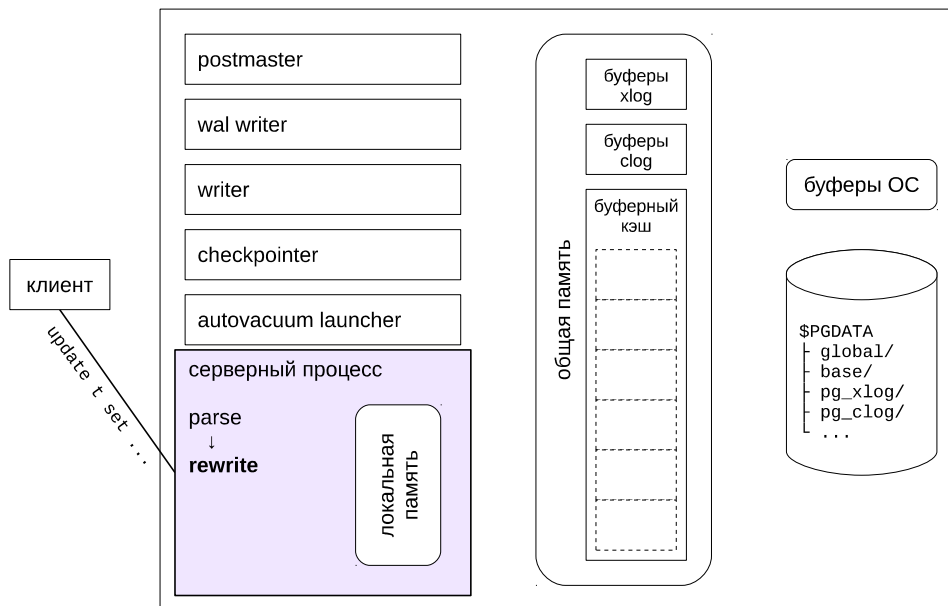 postmaster
wal writer
writer
checkpointer
autovacuum launcher
клиент
update t set ...
серверный процесс
parse
↓
rewrite
локальная
память
общая память
буферы
xlog
буферы
clog
буферный
кэш
буферы ОС
$PGDATA
├ global/
├ base/
├ pg_xlog/
├ pg_clog/
└ ...